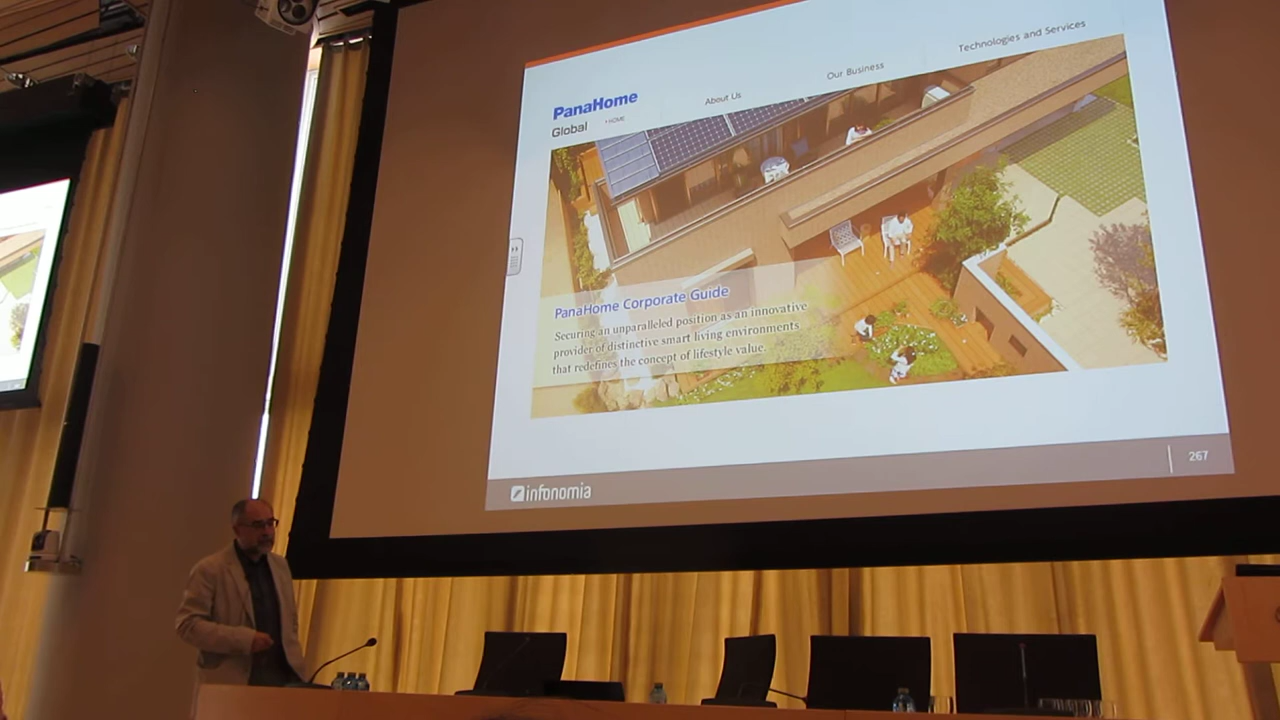 Technologies and Services
Our Business
About Us
PanaHome
Global
HOME
PanaHome Corporate Guide
Securing an unparalleled position as an innovative
provider of distinctive smart living environments
that redefines the concept of lifestyle value.
infonomia
267